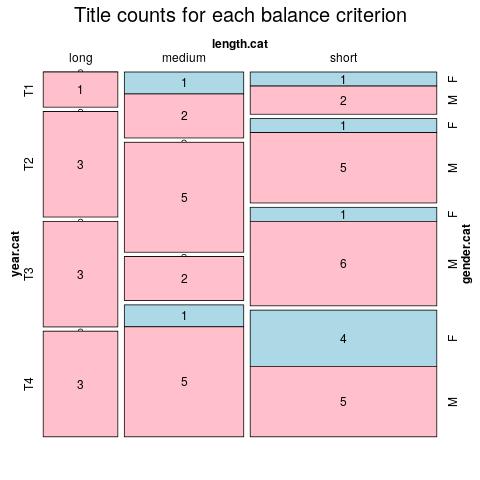 Title counts for each balance criterion
length.cat
long medium short
year.cat
gender.cat
T1 1 1 2 1 2 F M
T2 3 5 1 5 F M
T3 3 2 1 6 F M
T4 3 1 5 4 5 F M